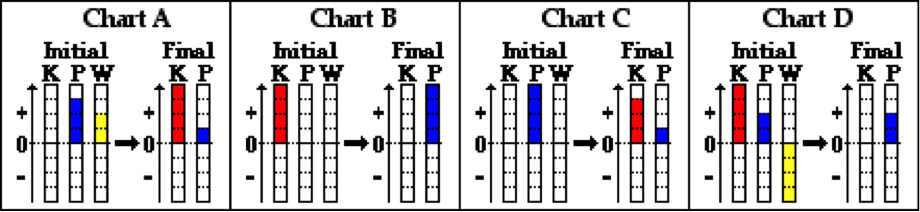 Chart A
Initial Final
K P W K P
+ +
0 0
- -
Chart B
Initial Final
K P W K P
+ +
0 0
- -
Chart C
Initial Final
K P W K P
+ +
0 0
- -
Chart D
Initial Final
K P W K P
+ +
0 0
- -